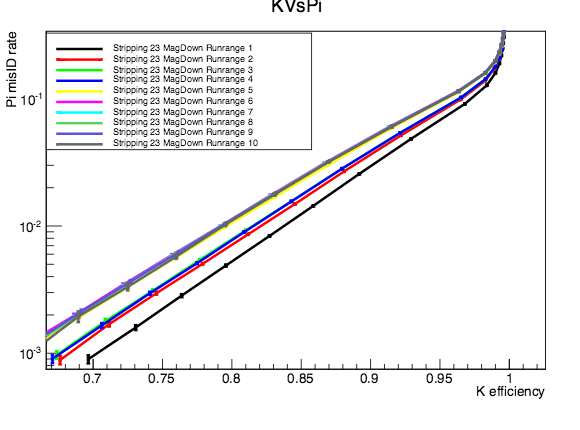 KVsPi
Pi misID rate
Stripping 23 MagDown Runrange 1
Stripping 23 MagDown Runrange 2
Stripping 23 MagDown Runrange 3
Stripping 23 MagDown Runrange 4
Stripping 23 MagDown Runrange 5
Stripping 23 MagDown Runrange 6
Stripping 23 MagDown Runrange 7
Stripping 23 MagDown Runrange 8
Stripping 23 MagDown Runrange 9
Stripping 23 MagDown Runrange 10
10⁻¹
10⁻²
10⁻³
0.7 0.75 0.8 0.85 0.9 0.95 1
K efficiency